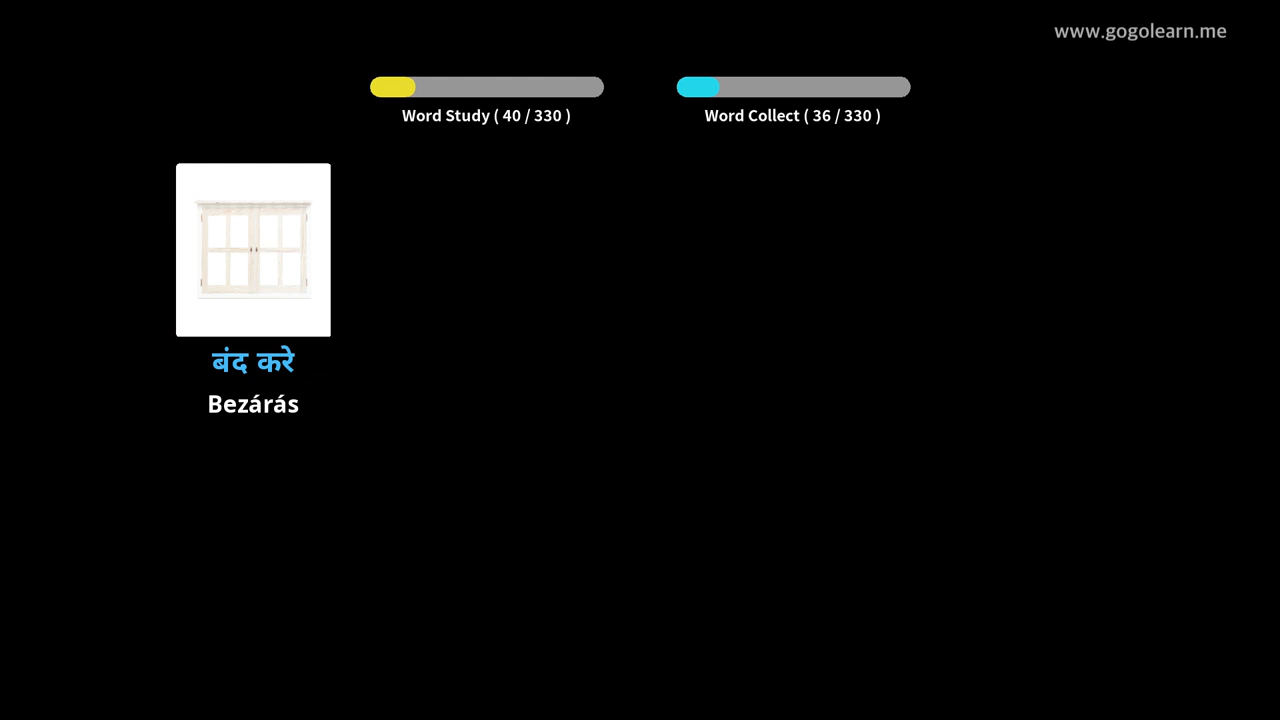 www.gogolearn.me
Word Study ( 40 / 330 )
Word Collect ( 36 / 330 )
बंद करे
Bezárás